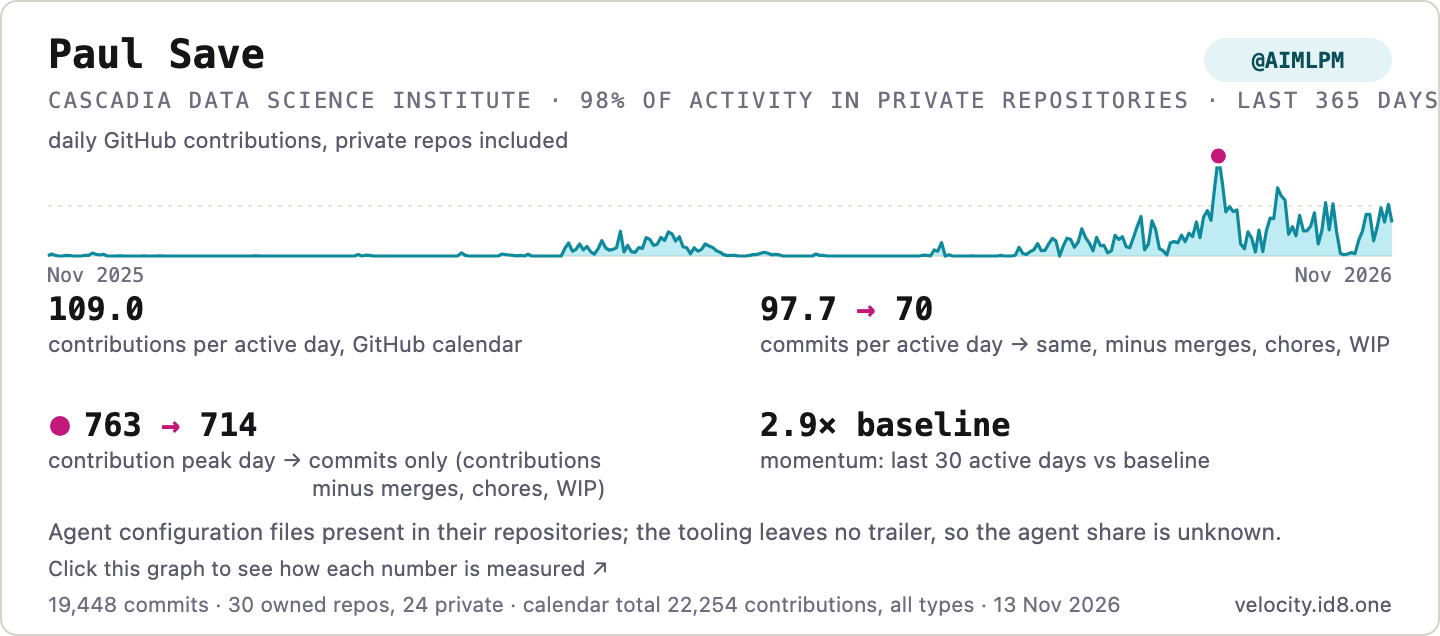 Paul Save
@AIMLPM
CASCADIA DATA SCIENCE INSTITUTE · 98% OF ACTIVITY IN PRIVATE REPOSITORIES · LAST 365 DAYS
daily GitHub contributions, private repos included
Nov 2025
Nov 2026
109.0
contributions per active day, GitHub calendar
97.7 → 70
commits per active day → same, minus merges, chores, WIP
763 → 714
contribution peak day → commits only (contributions
minus merges, chores, WIP)
2.9× baseline
momentum: last 30 active days vs baseline
Agent configuration files present in their repositories; the tooling leaves no trailer, so the agent share is unknown.
Click this graph to see how each number is measured ↗
19,448 commits · 30 owned repos, 24 private · calendar total 22,254 contributions, all types · 13 Nov 2026
velocity.id8.one